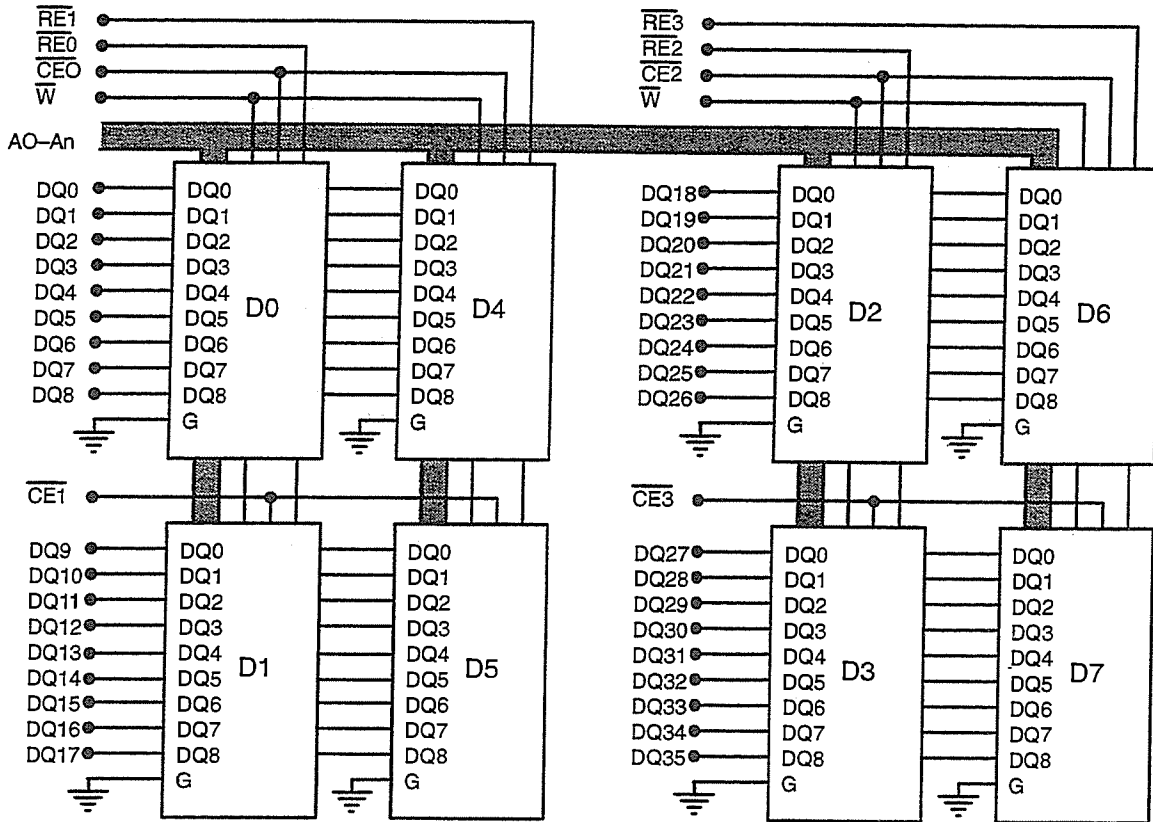 RE1
RE0
CEO
W
AO–An
RE3
RE2
CE2
W
DQ0
DQ1
DQ2
DQ3
DQ4
DQ5
DQ6
DQ7
DQ8
DQ0
DQ1
DQ2
DQ3
DQ4
DQ5
DQ6
DQ7
DQ8
G
D0
DQ0
DQ1
DQ2
DQ3
DQ4
DQ5
DQ6
DQ7
DQ8
G
D4
DQ18
DQ19
DQ20
DQ21
DQ22
DQ23
DQ24
DQ25
DQ26
DQ0
DQ1
DQ2
DQ3
DQ4
DQ5
DQ6
DQ7
DQ8
G
D2
DQ0
DQ1
DQ2
DQ3
DQ4
DQ5
DQ6
DQ7
DQ8
G
D6
CE1
DQ9
DQ10
DQ11
DQ12
DQ13
DQ14
DQ15
DQ16
DQ17
DQ0
DQ1
DQ2
DQ3
DQ4
DQ5
DQ6
DQ7
DQ8
G
D1
DQ0
DQ1
DQ2
DQ3
DQ4
DQ5
DQ6
DQ7
DQ8
G
D5
CE3
DQ27
DQ28
DQ29
DQ30
DQ31
DQ32
DQ33
DQ34
DQ35
DQ0
DQ1
DQ2
DQ3
DQ4
DQ5
DQ6
DQ7
DQ8
G
D3
DQ0
DQ1
DQ2
DQ3
DQ4
DQ5
DQ6
DQ7
DQ8
G
D7